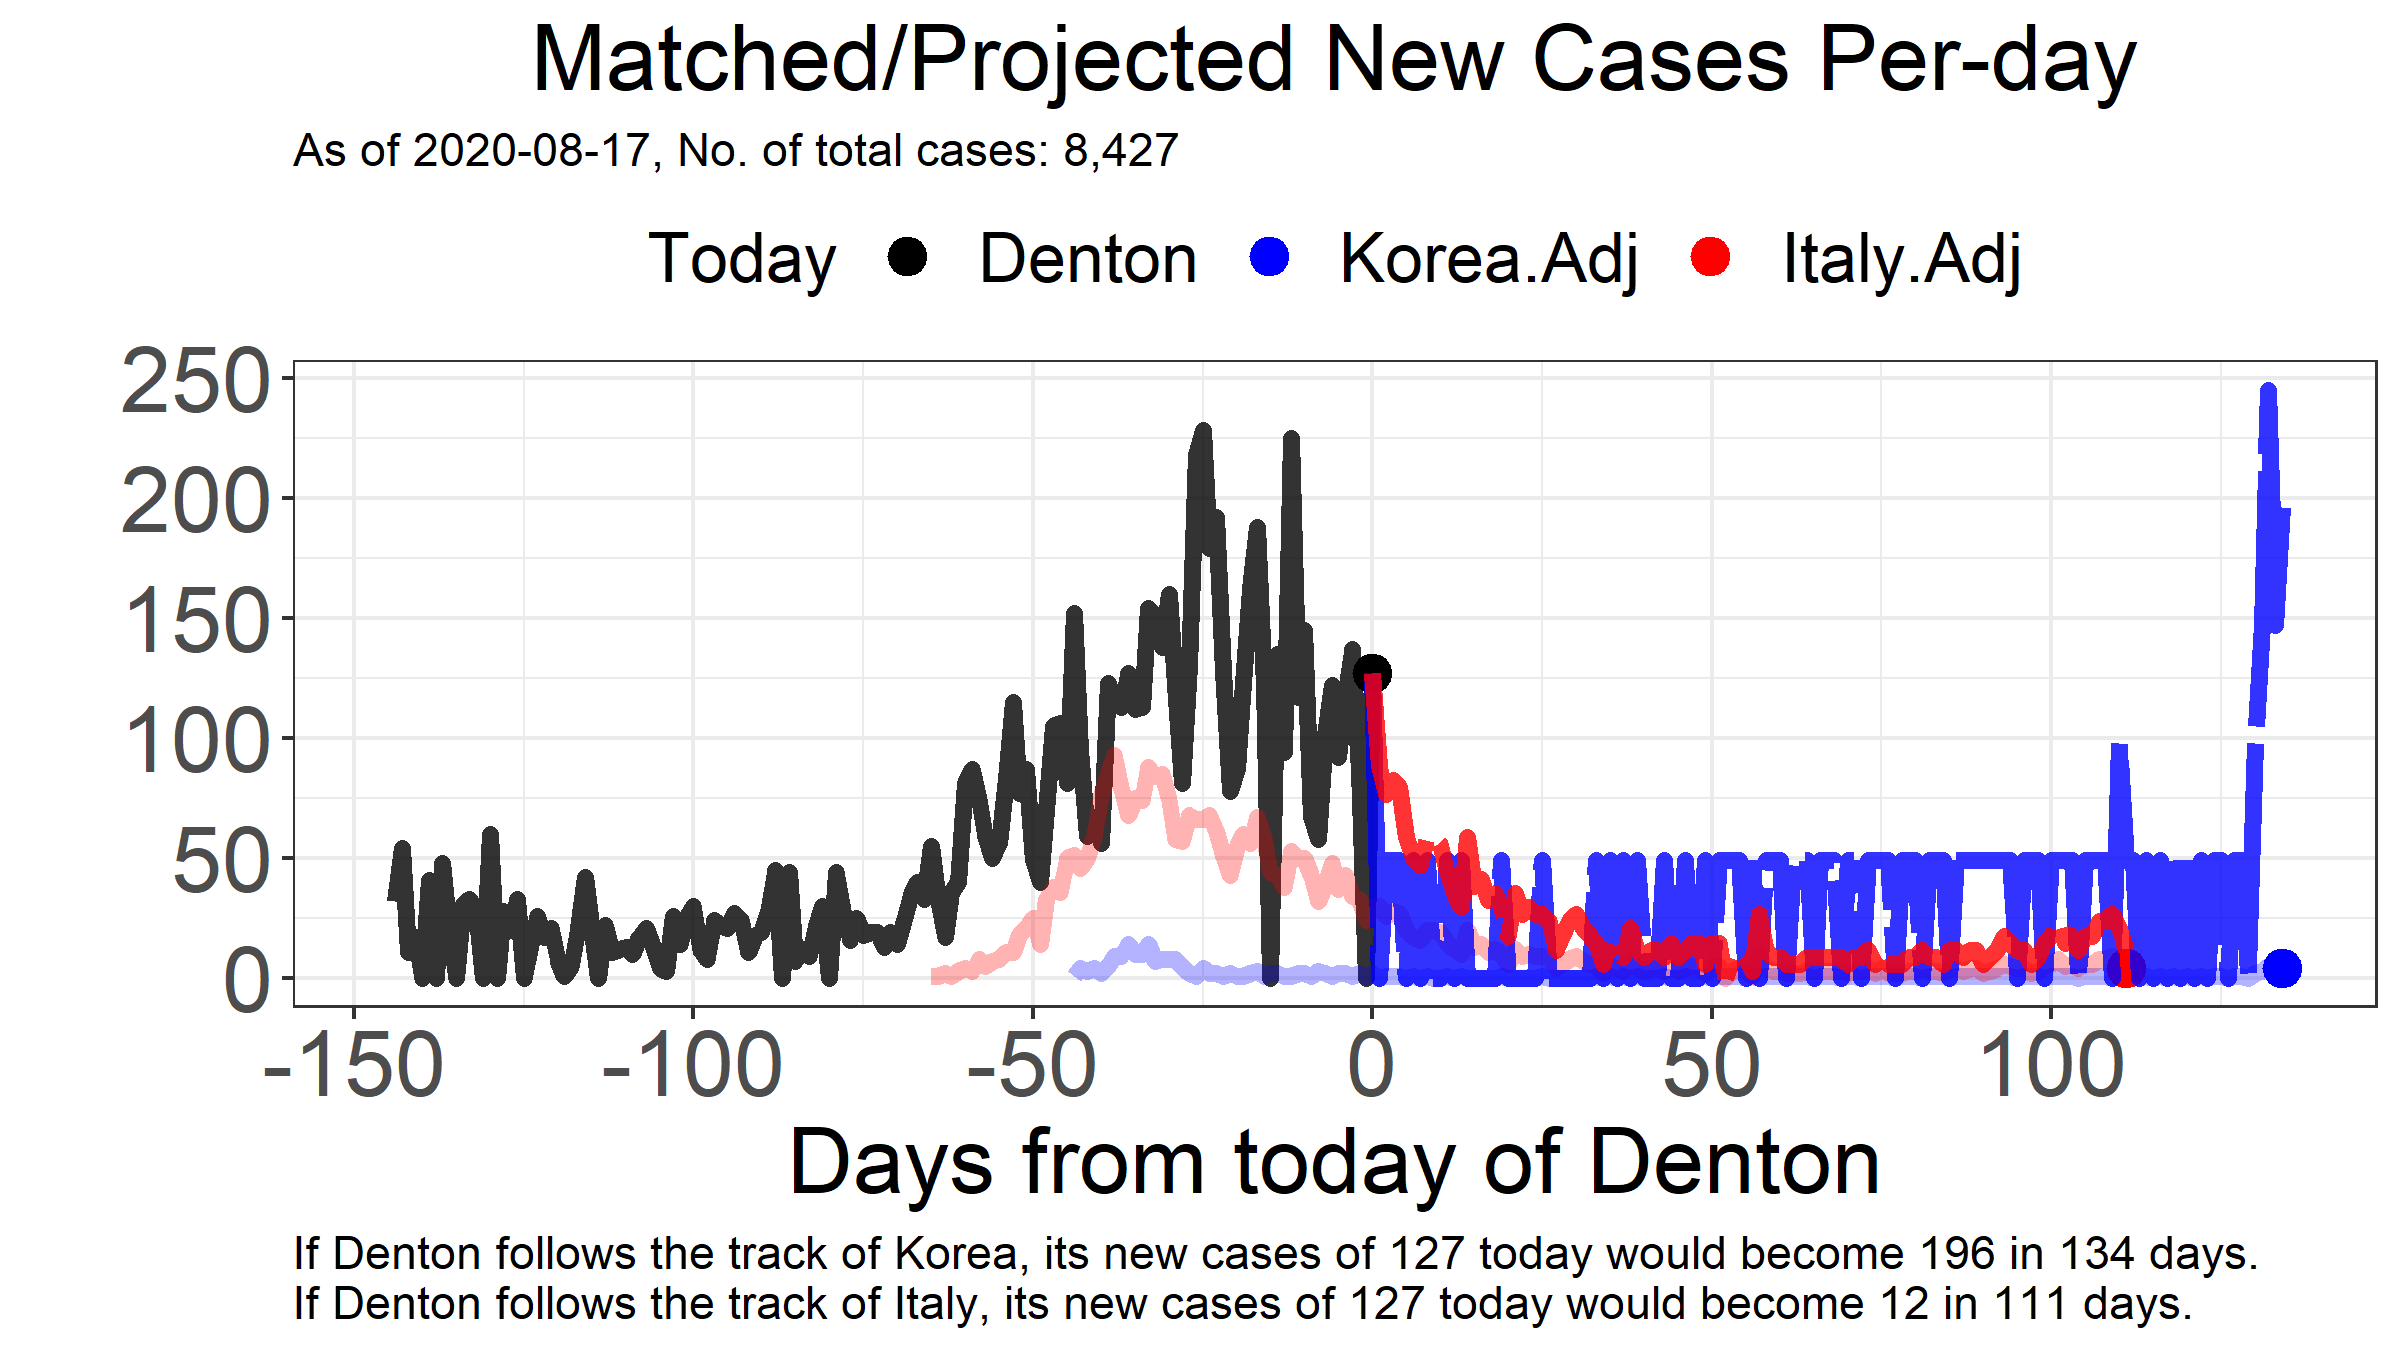 Matched/Projected New Cases Per-day
As of 2020-08-17, No. of total cases: 8,427
Today Denton Korea.Adj Italy.Adj
250
200
150
100
50
0
-150 -100 -50 0 50 100
Days from today of Denton
If Denton follows the track of Korea, its new cases of 127 today would become 196 in 134 days.
If Denton follows the track of Italy, its new cases of 127 today would become 12 in 111 days.